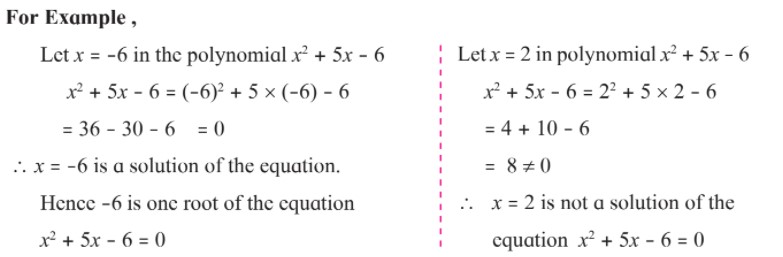 For Example ,
Let x = -6 in the polynomial x² + 5x - 6
x² + 5x - 6 = (-6)² + 5 × (-6) - 6
= 36 - 30 - 6 = 0
∴ x = -6 is a solution of the equation.
Hence -6 is one root of the equation
x² + 5x - 6 = 0
Let x = 2 in polynomial x² + 5x - 6
x² + 5x - 6 = 2² + 5 × 2 - 6
= 4 + 10 - 6
= 8 ≠ 0
∴ x = 2 is not a solution of the
equation x² + 5x - 6 = 0